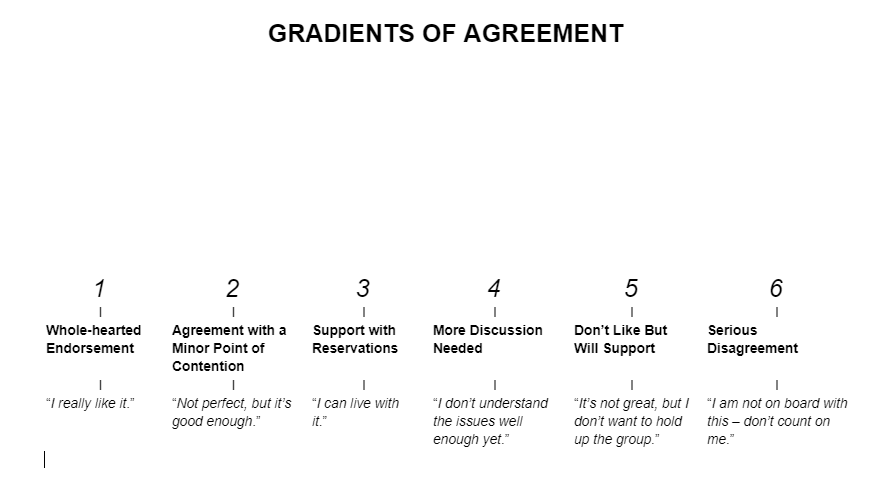 GRADIENTS OF AGREEMENT
1
2
3
4
5
6
Whole-hearted
Endorsement
Agreement with a
Minor Point of
Contention
Support with
Reservations
More Discussion
Needed
Don’t Like But
Will Support
Serious
Disagreement
“I really like it.”
“Not perfect, but it’s
good enough.”
“I can live with
it.”
“I don’t understand
the issues well
enough yet.”
“It’s not great, but I
don’t want to hold
up the group.”
“I am not on board with
this – don’t count on
me.”